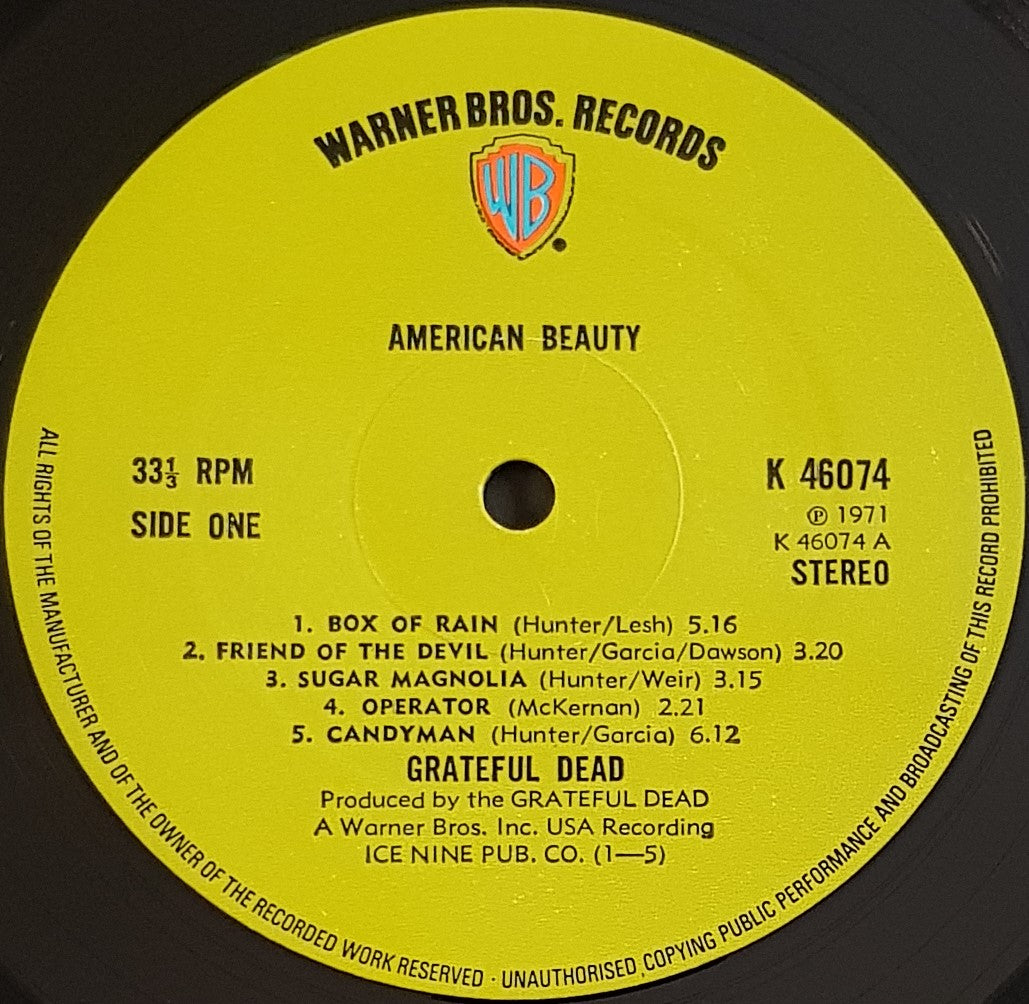 WARNER BROS. RECORDS
WB
AMERICAN BEAUTY
33⅓ RPM
SIDE ONE
K 46074
℗ 1971
K 46074 A
STEREO
1. BOX OF RAIN (Hunter/Lesh) 5.16
2. FRIEND OF THE DEVIL (Hunter/Garcia/Dawson) 3.20
3. SUGAR MAGNOLIA (Hunter/Weir) 3.15
4. OPERATOR (McKernan) 2.21
5. CANDYMAN (Hunter/Garcia) 6.12
GRATEFUL DEAD
Produced by the GRATEFUL DEAD
A Warner Bros. Inc. USA Recording
ICE NINE PUB. CO. (1—5)
ALL RIGHTS OF THE MANUFACTURER AND OF THE OWNER OF THE RECORDED WORK RESERVED · UNAUTHORISED, COPYING PUBLIC PERFORMANCE AND BROADCASTING OF THIS RECORD PROHIBITED